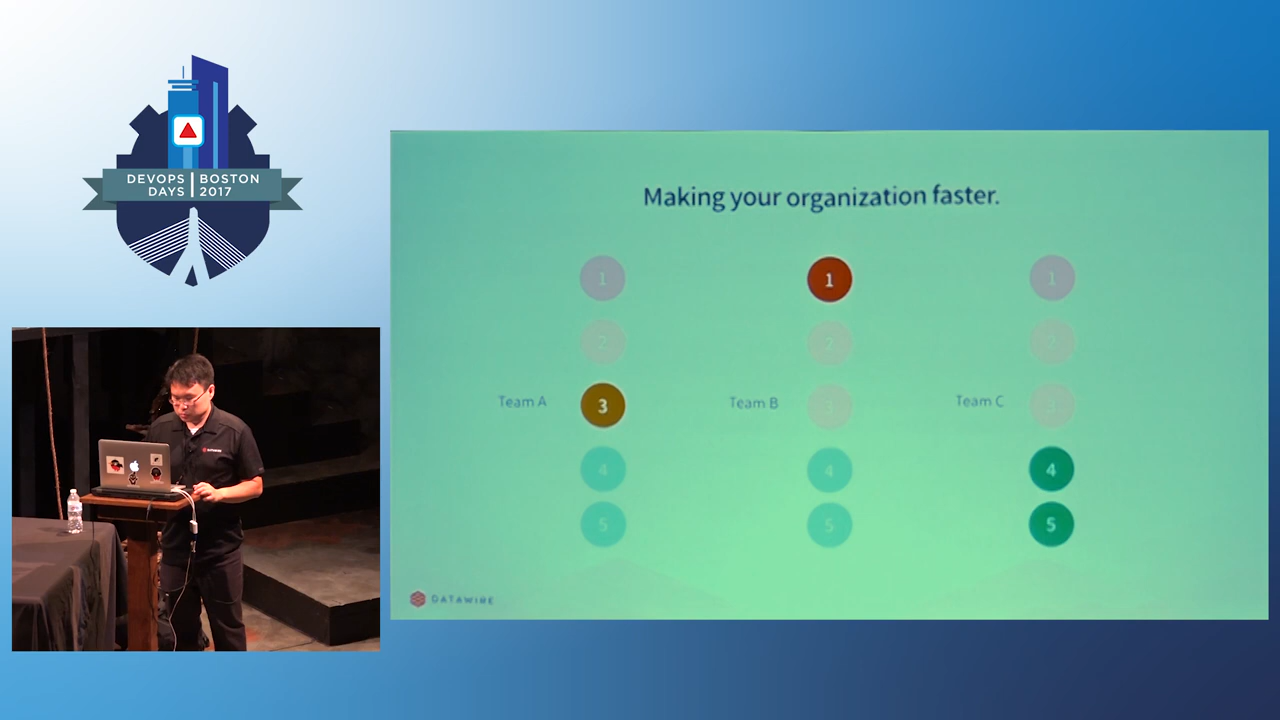 DEVOPS BOSTON
DAYS 2017
Making your organization faster.
1 1 1
2 2 2
Team A 3 Team B 3 Team C 3
4 4 4
5 5 5
DATAWIRE